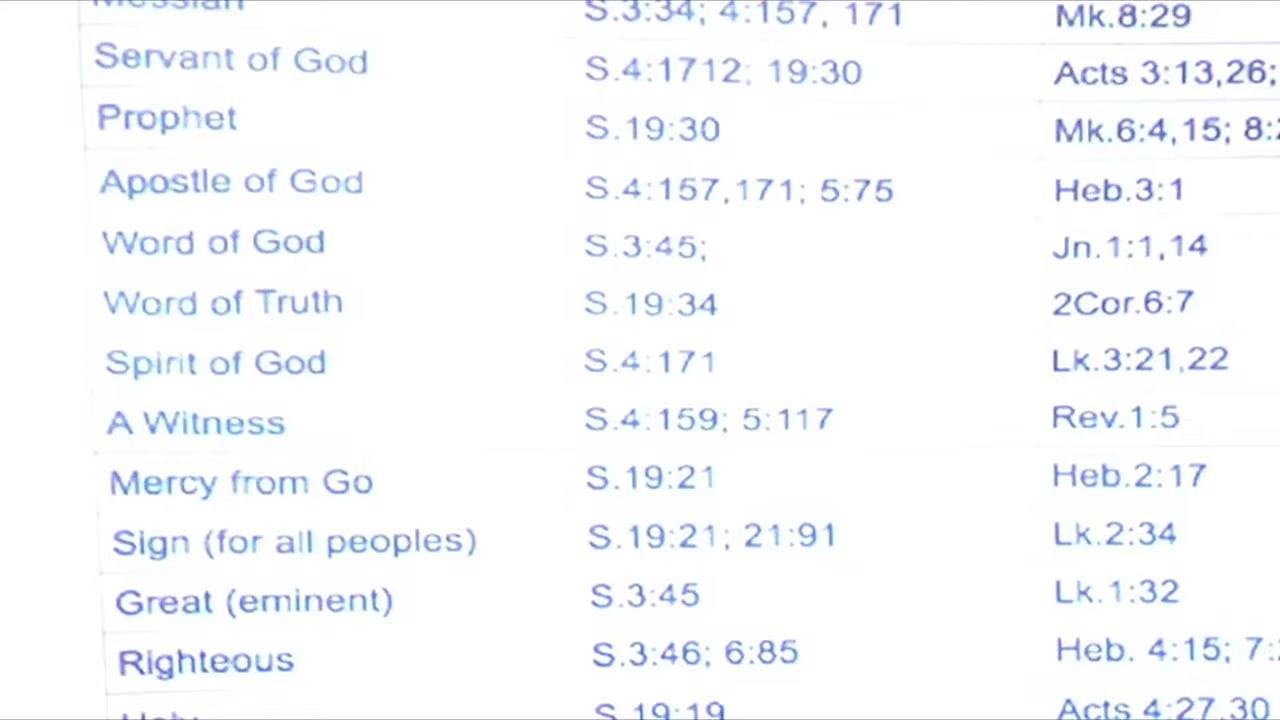 Messiah S.3:34; 4:157, 171 Mk.8:29
Servant of God S.4:1712; 19:30 Acts 3:13,26;
Prophet S.19:30 Mk.6:4,15;
Apostle of God S.4:157,171; 5:75 Heb.3:1
Word of God S.3:45; Jn.1:1,14
Word of Truth S.19:34 2Cor.6:7
Spirit of God S.4:171 Lk.3:21,22
A Witness S.4:159; 5:117 Rev.1:5
Mercy from Go S.19:21 Heb.2:17
Sign (for all peoples) S.19:21; 21:91 Lk.2:34
Great (eminent) S.3:45 Lk.1:32
Righteous S.3:46; 6:85 Heb. 4:15;
S.19:19 Acts 4:27,30